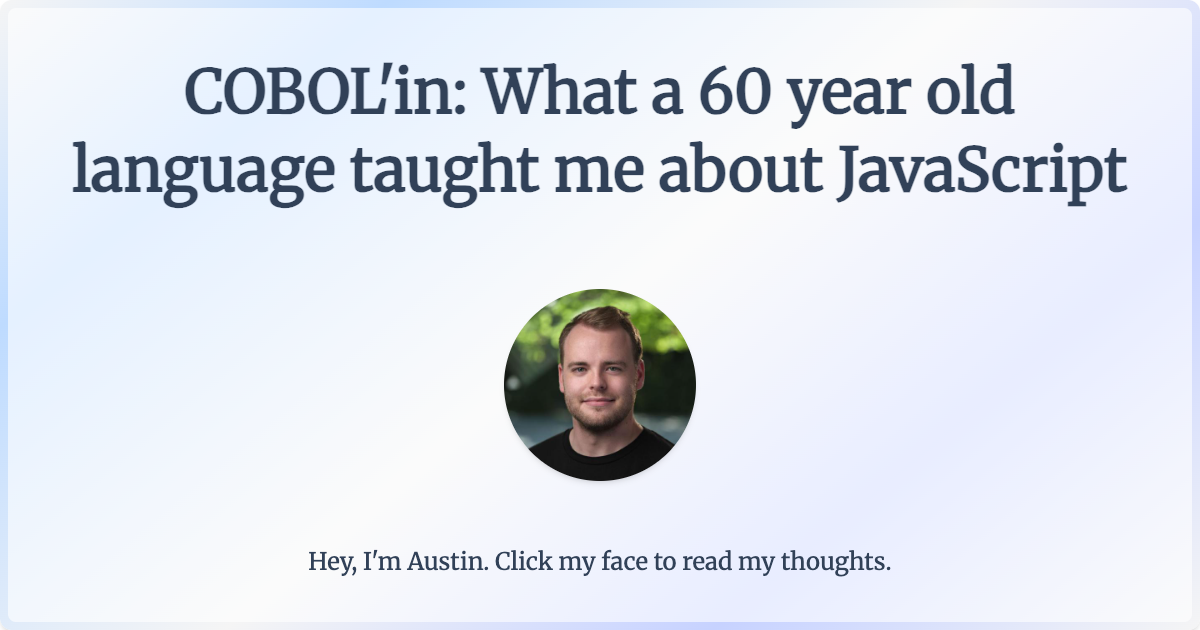 COBOL'in: What a 60 year old
language taught me about JavaScript
Hey, I'm Austin. Click my face to read my thoughts.